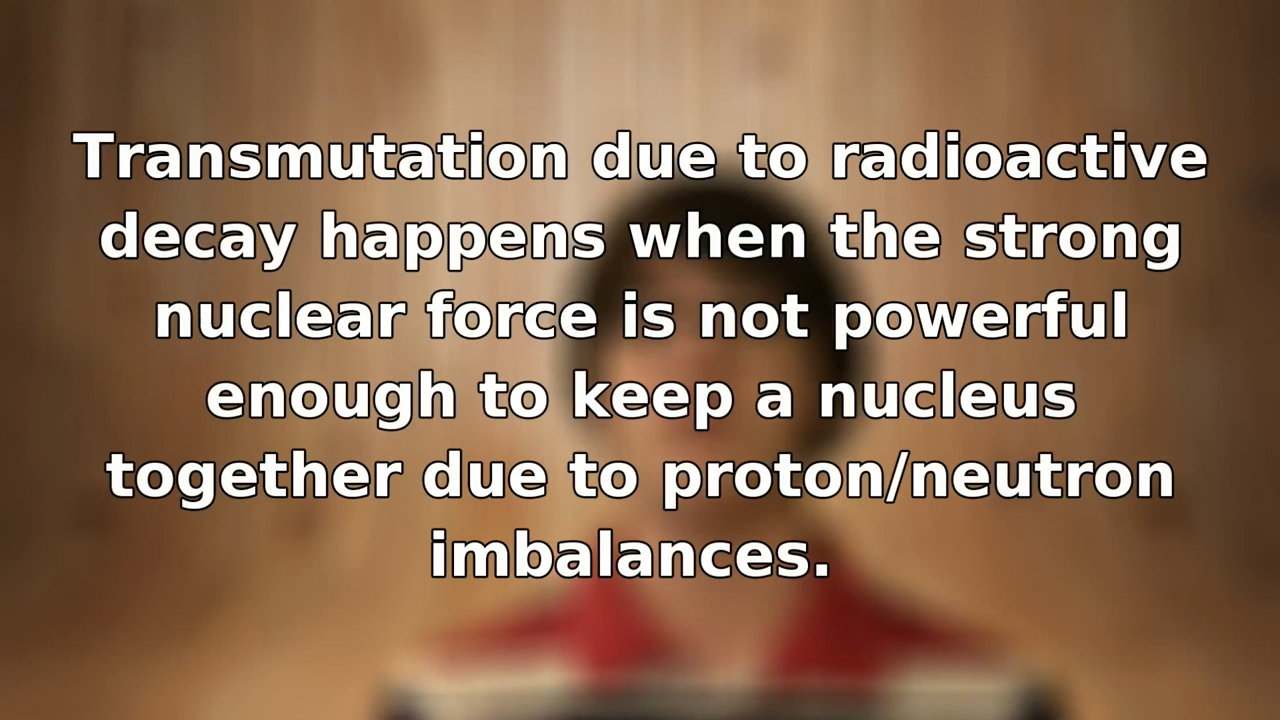 Transmutation due to radioactive
decay happens when the strong
nuclear force is not powerful
enough to keep a nucleus
together due to proton/neutron
imbalances.